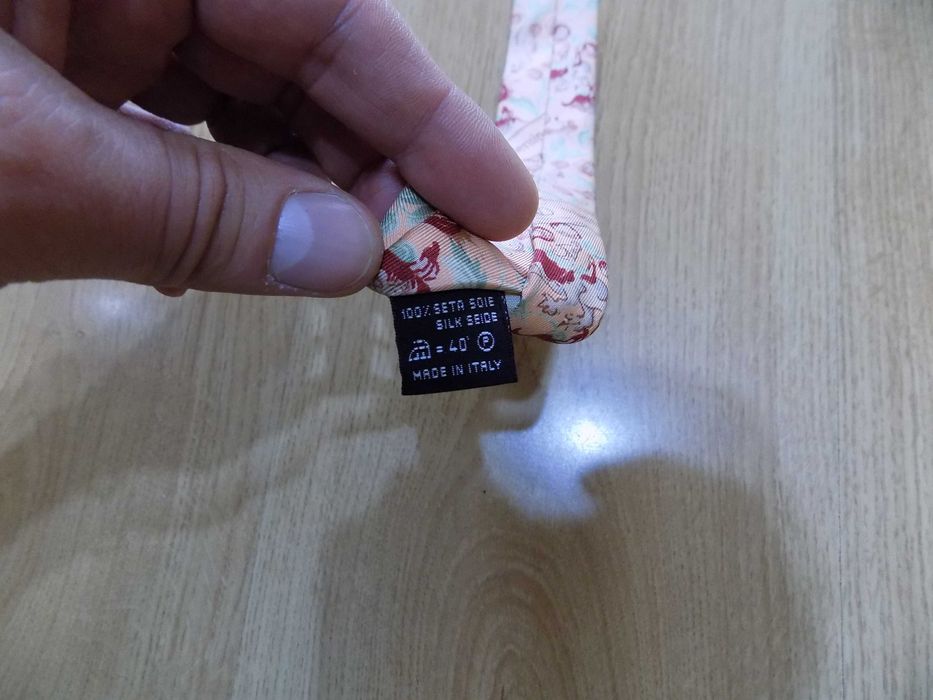 100% SETA SOIE
SILK SEIDE
= 40° P
MADE IN ITALY